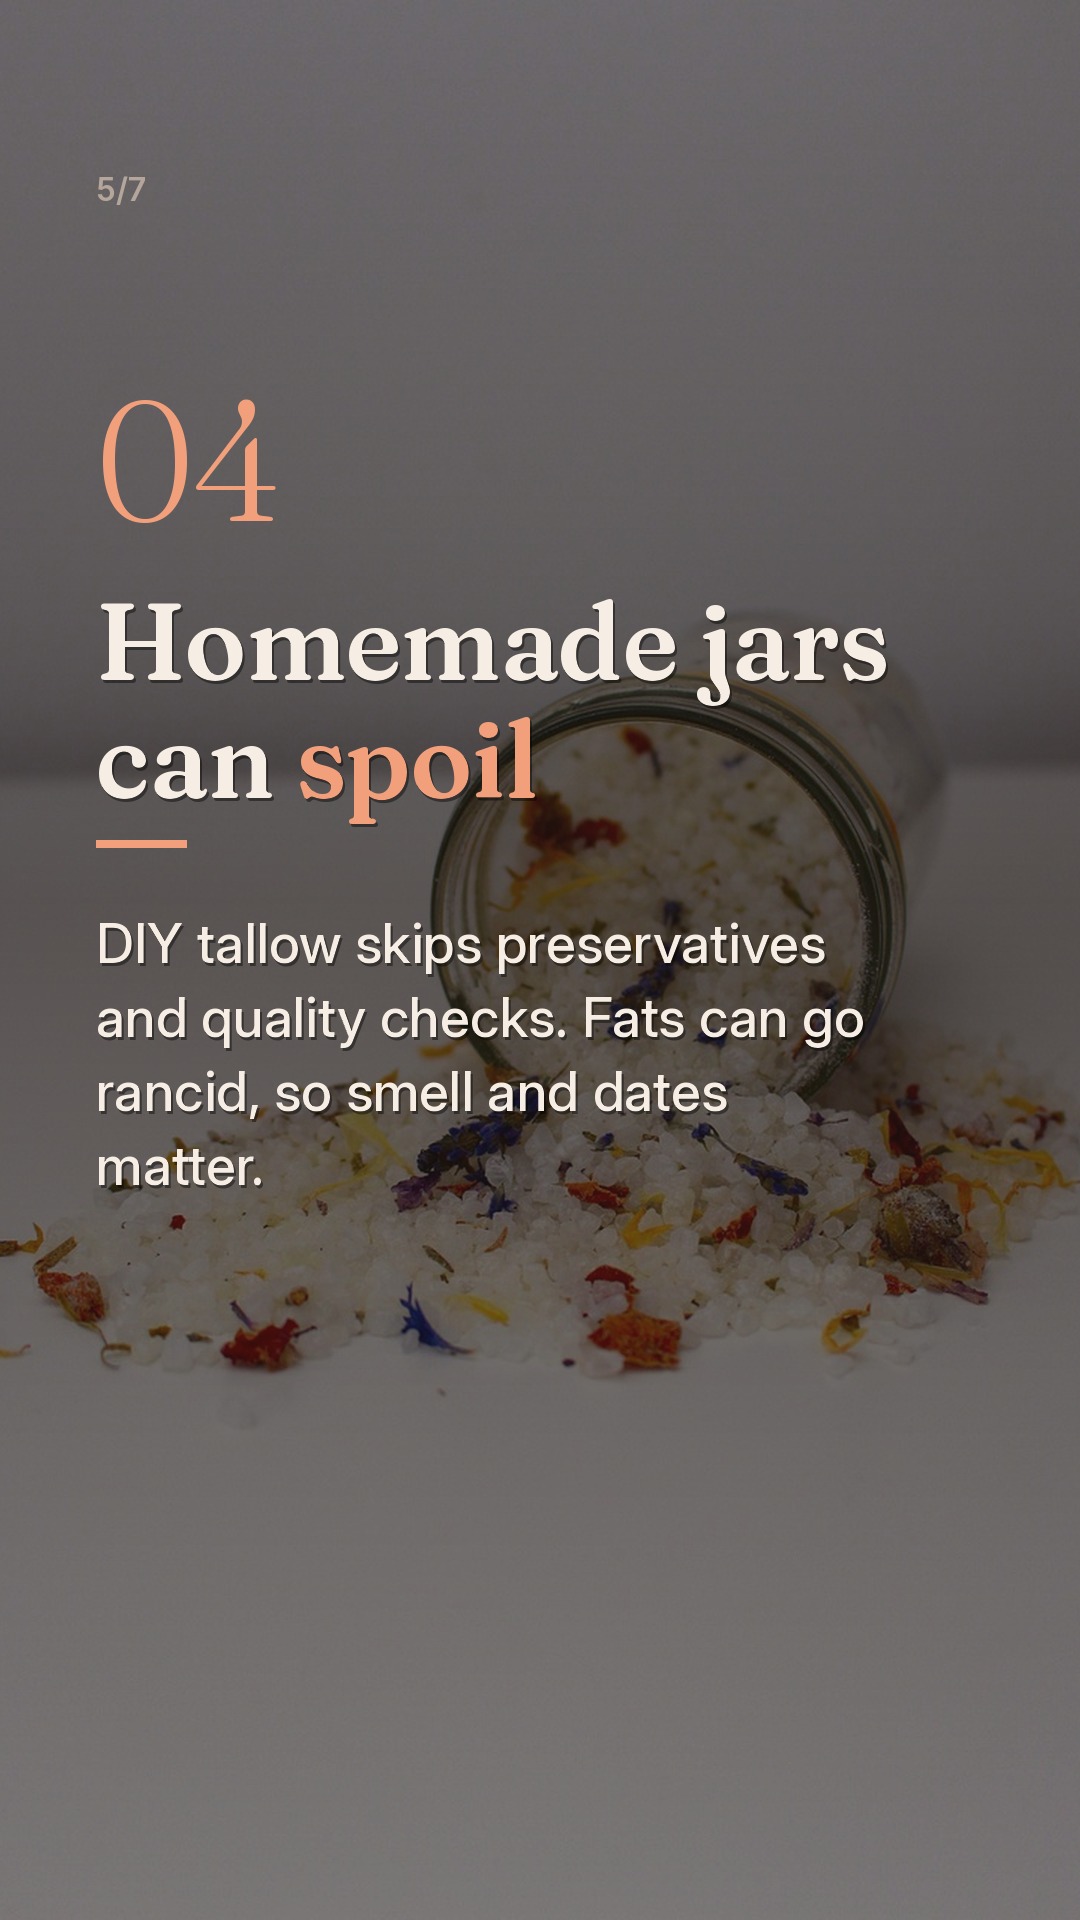 5/7
04
Homemade jars
can spoil
DIY tallow skips preservatives
and quality checks. Fats can go
rancid, so smell and dates
matter.